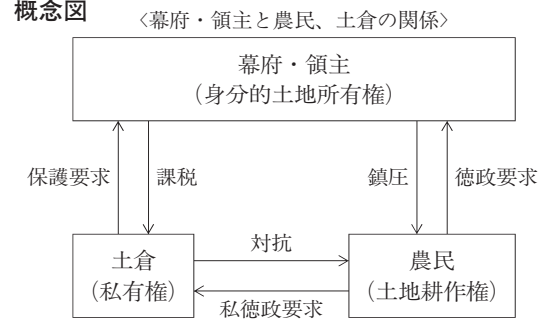 概念図
〈幕府・領主と農民、土倉の関係〉
幕府・領主
（身分的土地所有権）
保護要求
課税
鎮圧
徳政要求
土倉
（私有権）
対抗
私徳政要求
農民
（土地耕作権）